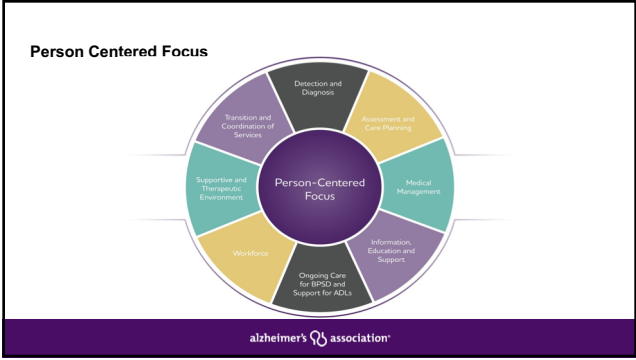 Person Centered Focus
Detection and
Diagnosis
Assessment and
Care Planning
Medical
Management
Information,
Education and
Support
Ongoing Care
for BPSD and
Support for ADLs
Workforce
Supportive and
Therapeutic
Environment
Transition and
Coordination of
Services
Person-Centered
Focus
alzheimer's association®